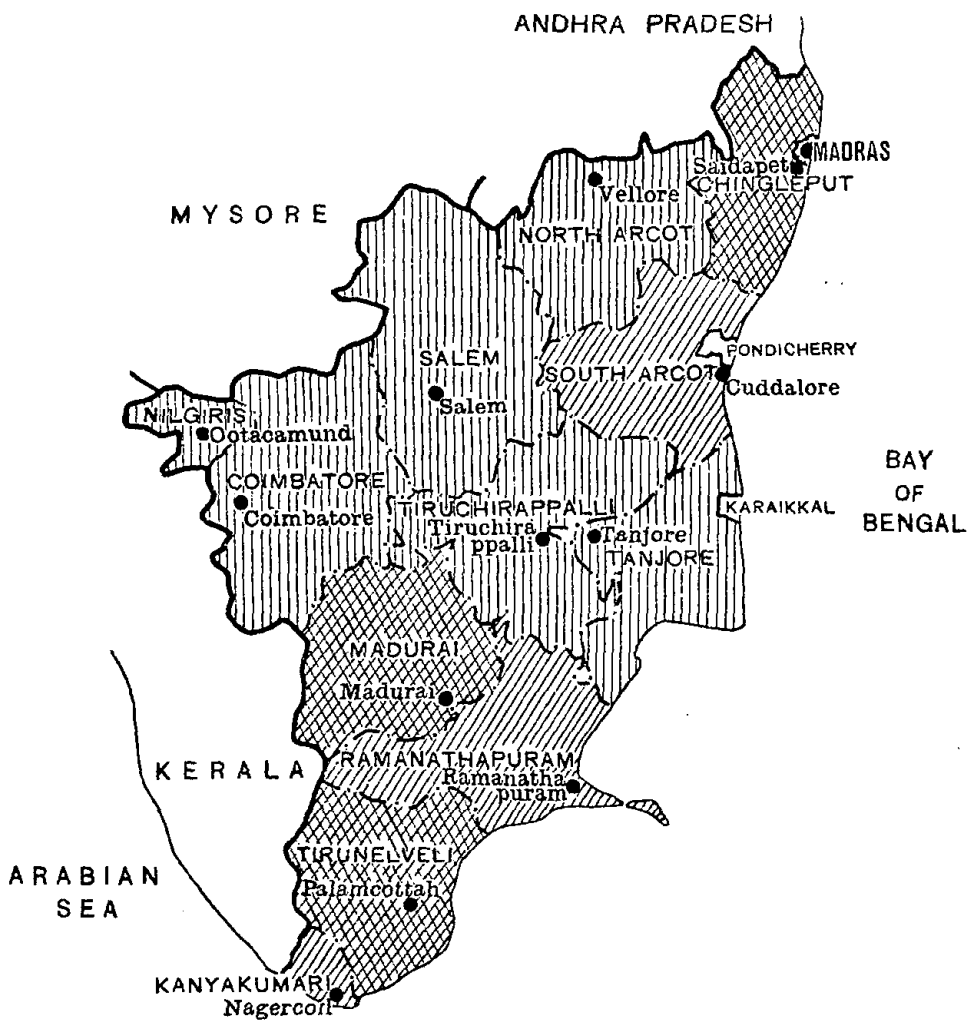 ANDHRA PRADESH
MADRAS
Saidapet
CHINGLEPUT
Vellore
MYSORE
NORTH ARCOT
PONDICHERRY
SALEM
SOUTH ARCOT
Cuddalore
Salem
NILGIRIS
Ootacamund
BAY
OF
BENGAL
COIMBATORE
Coimbatore
TIRUCHIRAPPALLI
KARAIKKAL
Tiruchira
ppalli
Tanjore
TANJORE
MADURAI
Madurai
KERALA
RAMANATHAPURAM
Ramanatha
puram
TIRUNELVELI
ARABIAN
SEA
Palamcottah
KANYAKUMARI
Nagercoil